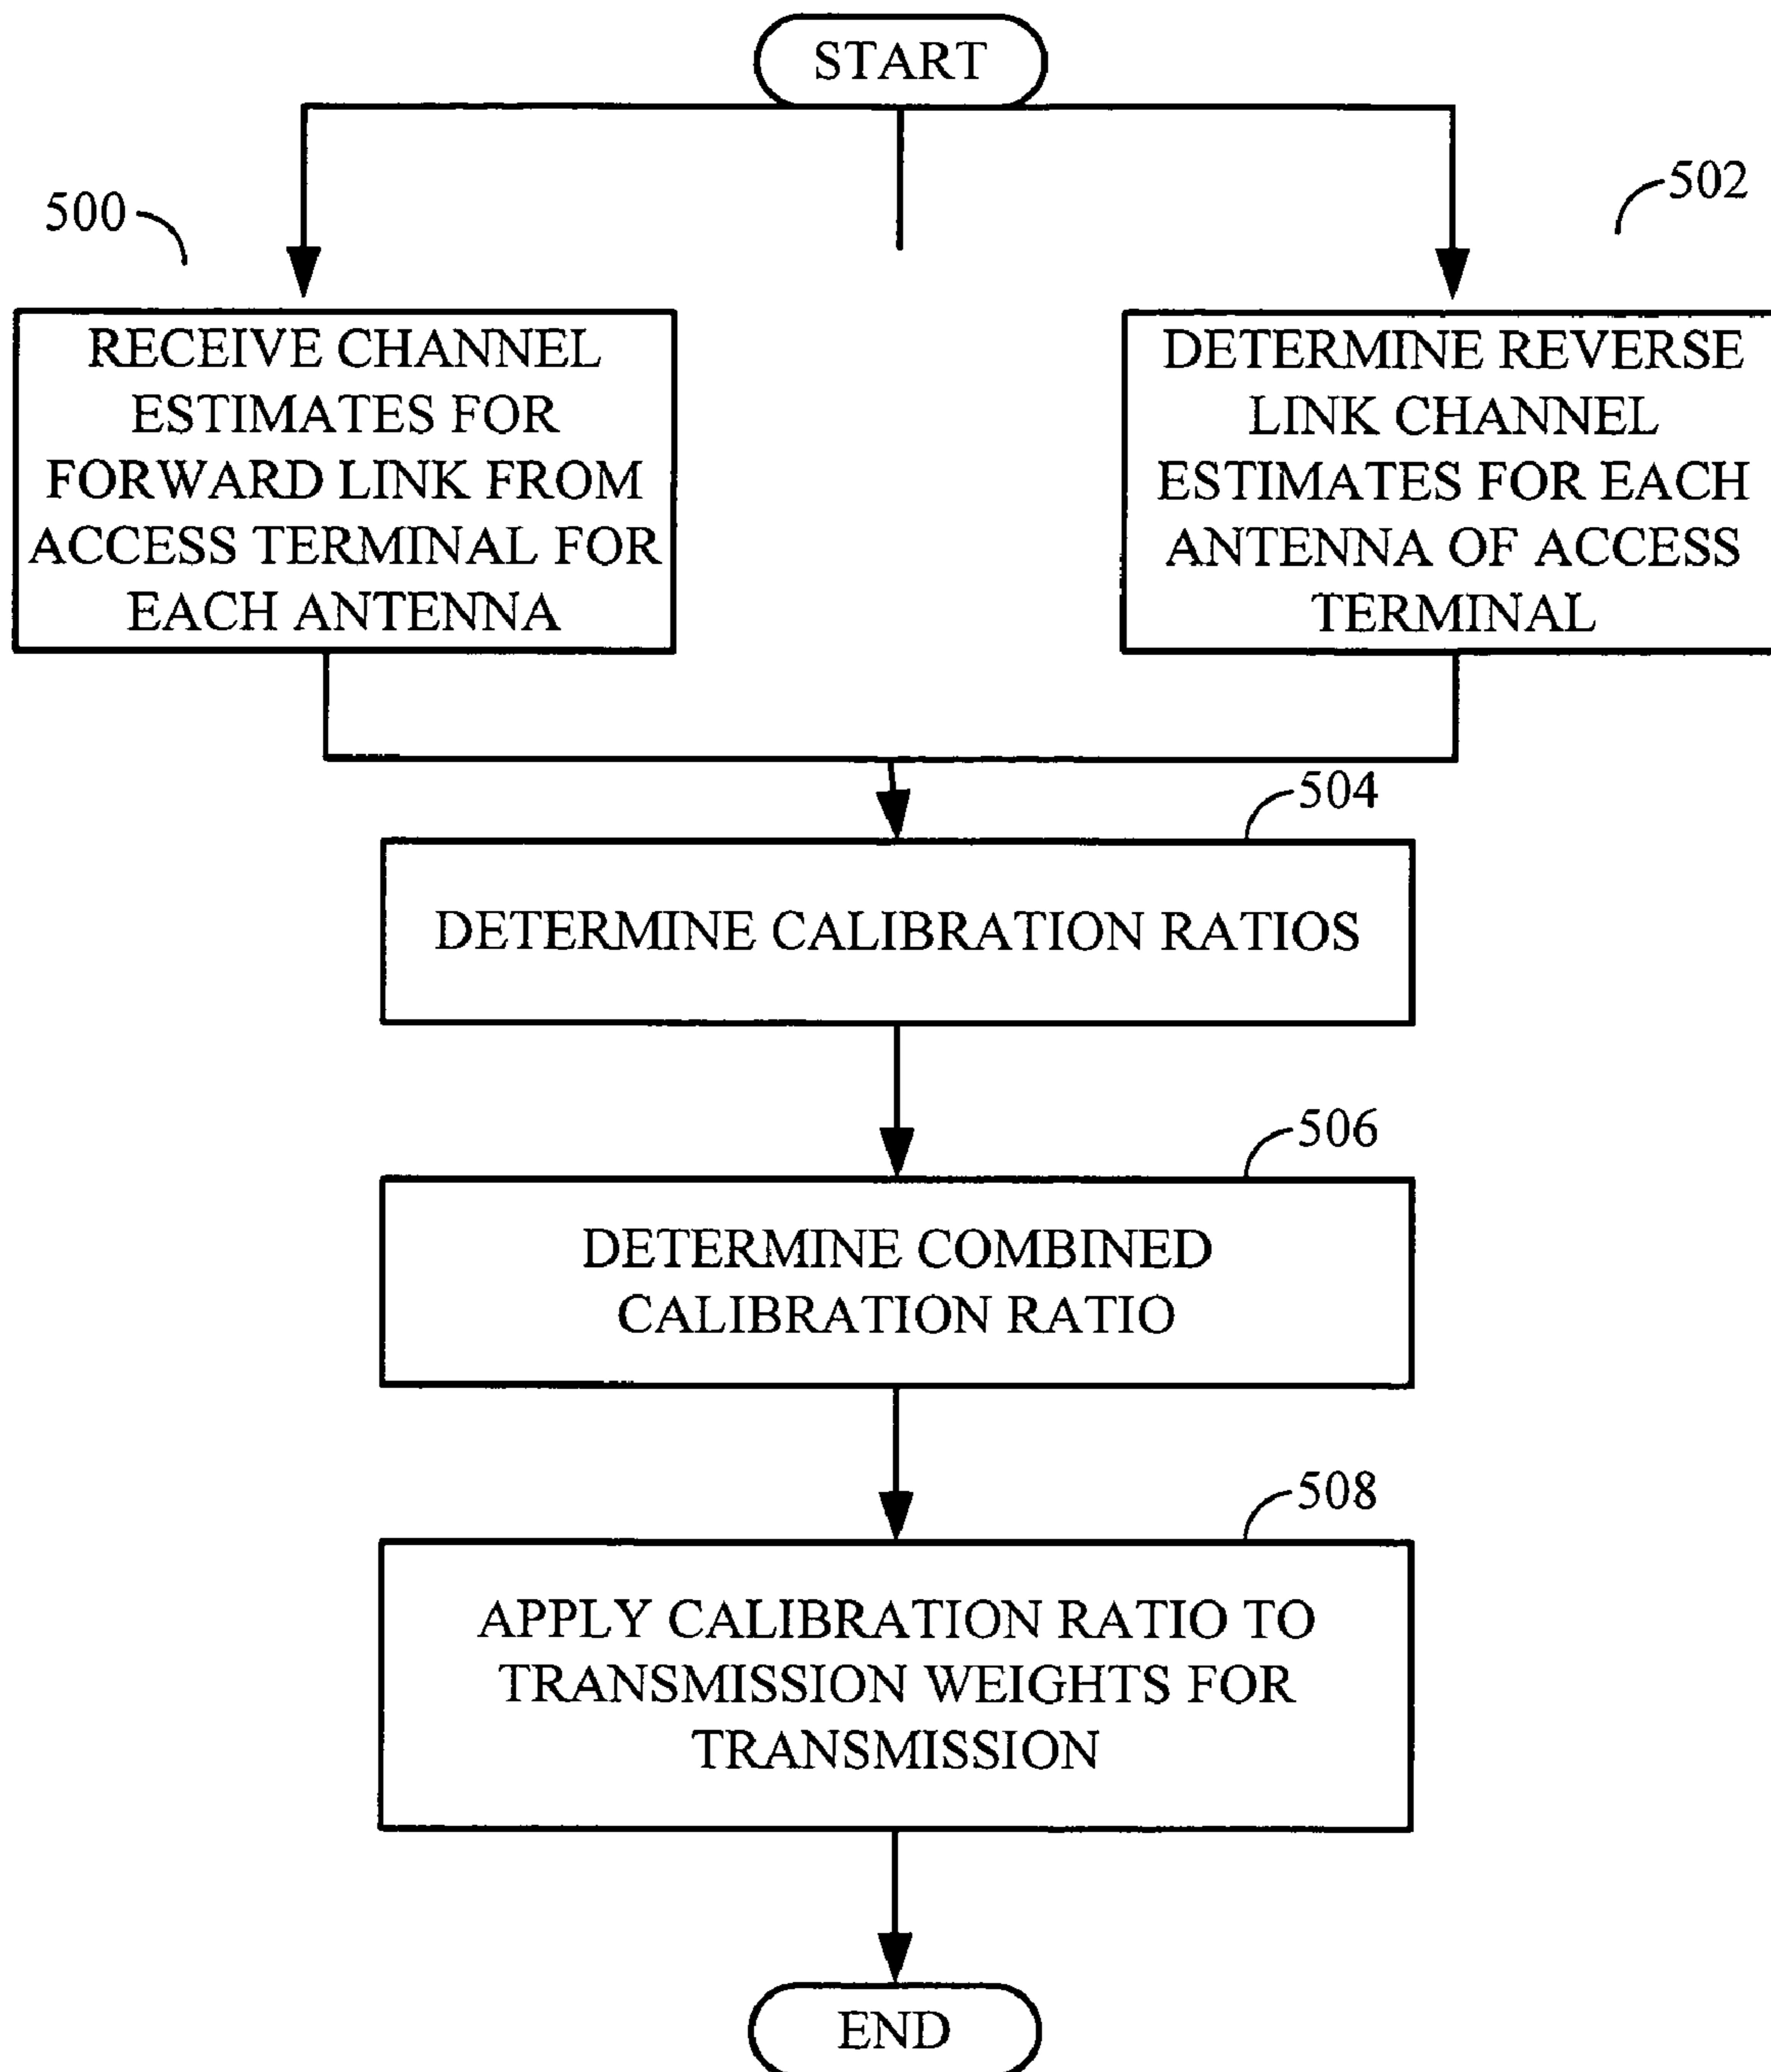 START
500
502
RECEIVE CHANNEL
ESTIMATES FOR
FORWARD LINK FROM
ACCESS TERMINAL FOR
EACH ANTENNA
DETERMINE REVERSE
LINK CHANNEL
ESTIMATES FOR EACH
ANTENNA OF ACCESS
TERMINAL
504
DETERMINE CALIBRATION RATIOS
506
DETERMINE COMBINED
CALIBRATION RATIO
508
APPLY CALIBRATION RATIO TO
TRANSMISSION WEIGHTS FOR
TRANSMISSION
END